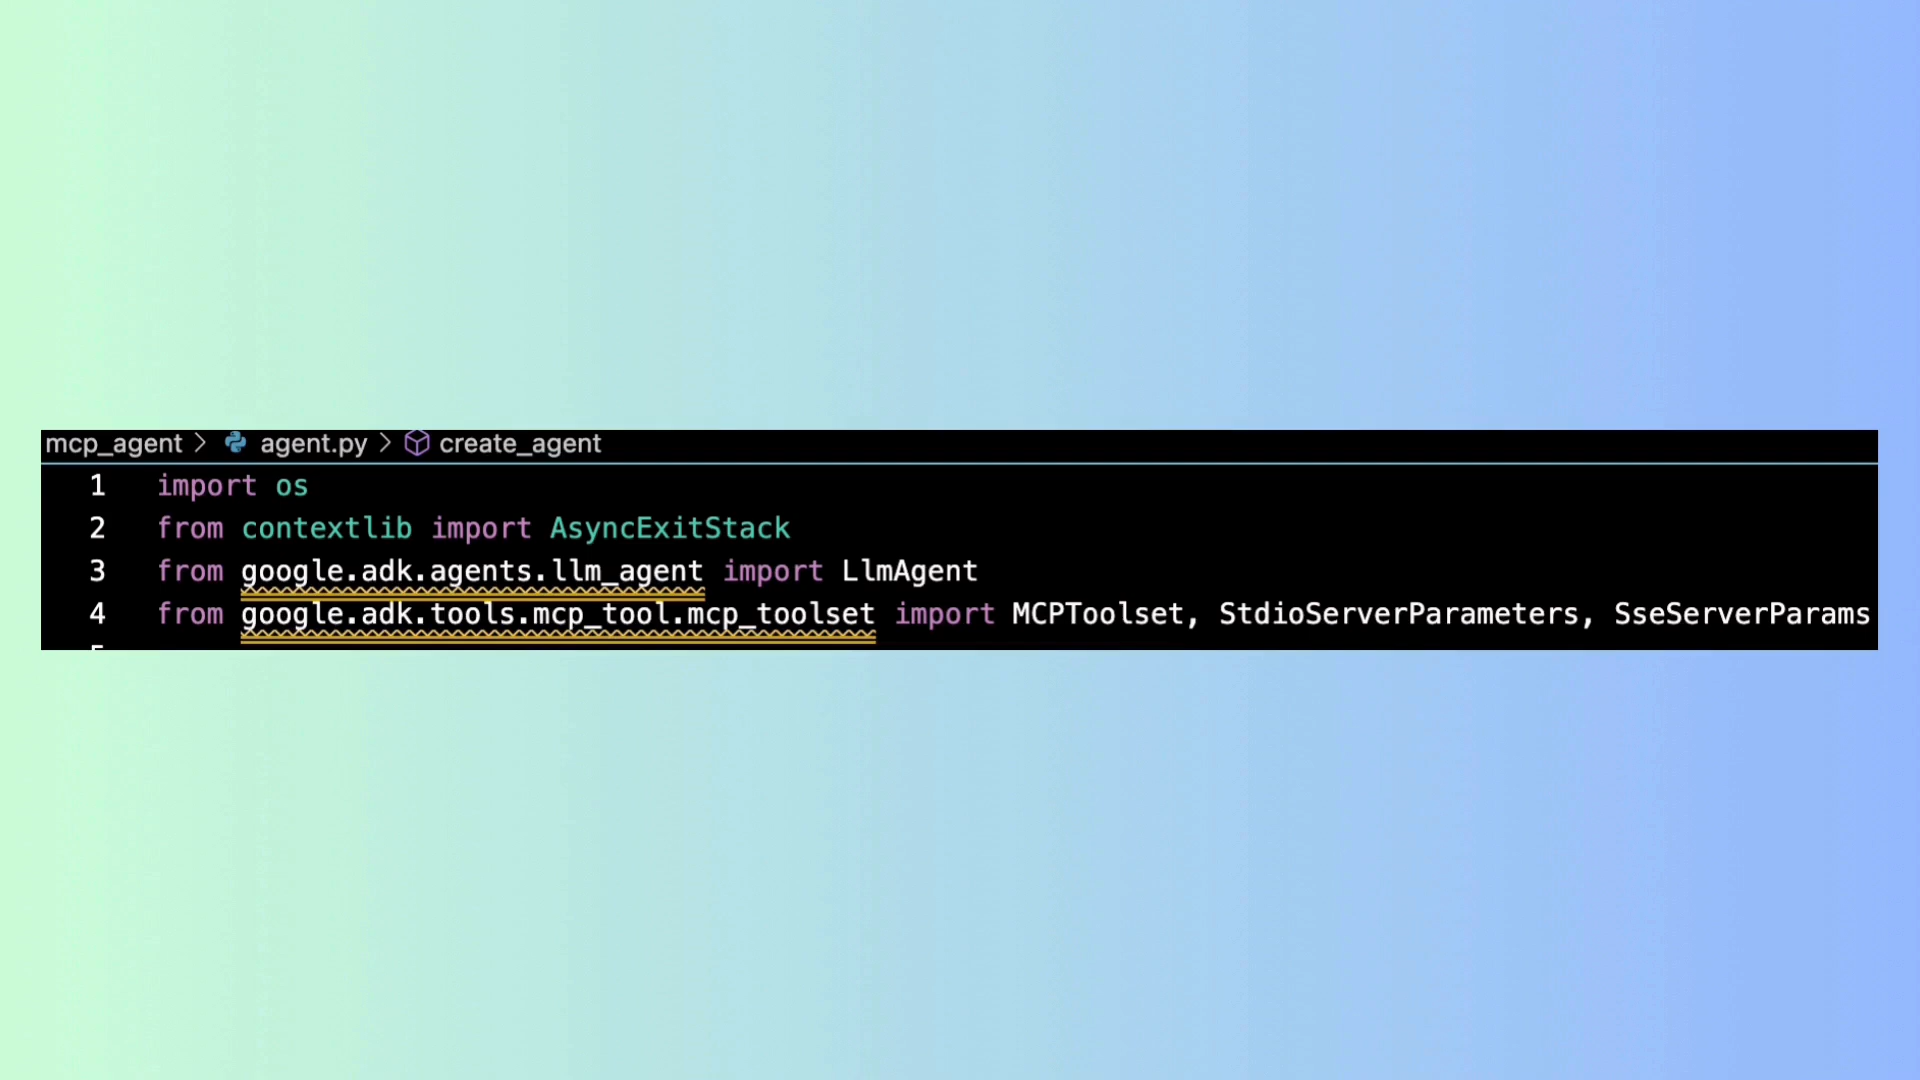 mcp_agent > agent.py > create_agent
1 import os
2 from contextlib import AsyncExitStack
3 from google.adk.agents.llm_agent import LlmAgent
4 from google.adk.tools.mcp_tool.mcp_toolset import MCPToolset, StdioServerParameters, SseServerParams